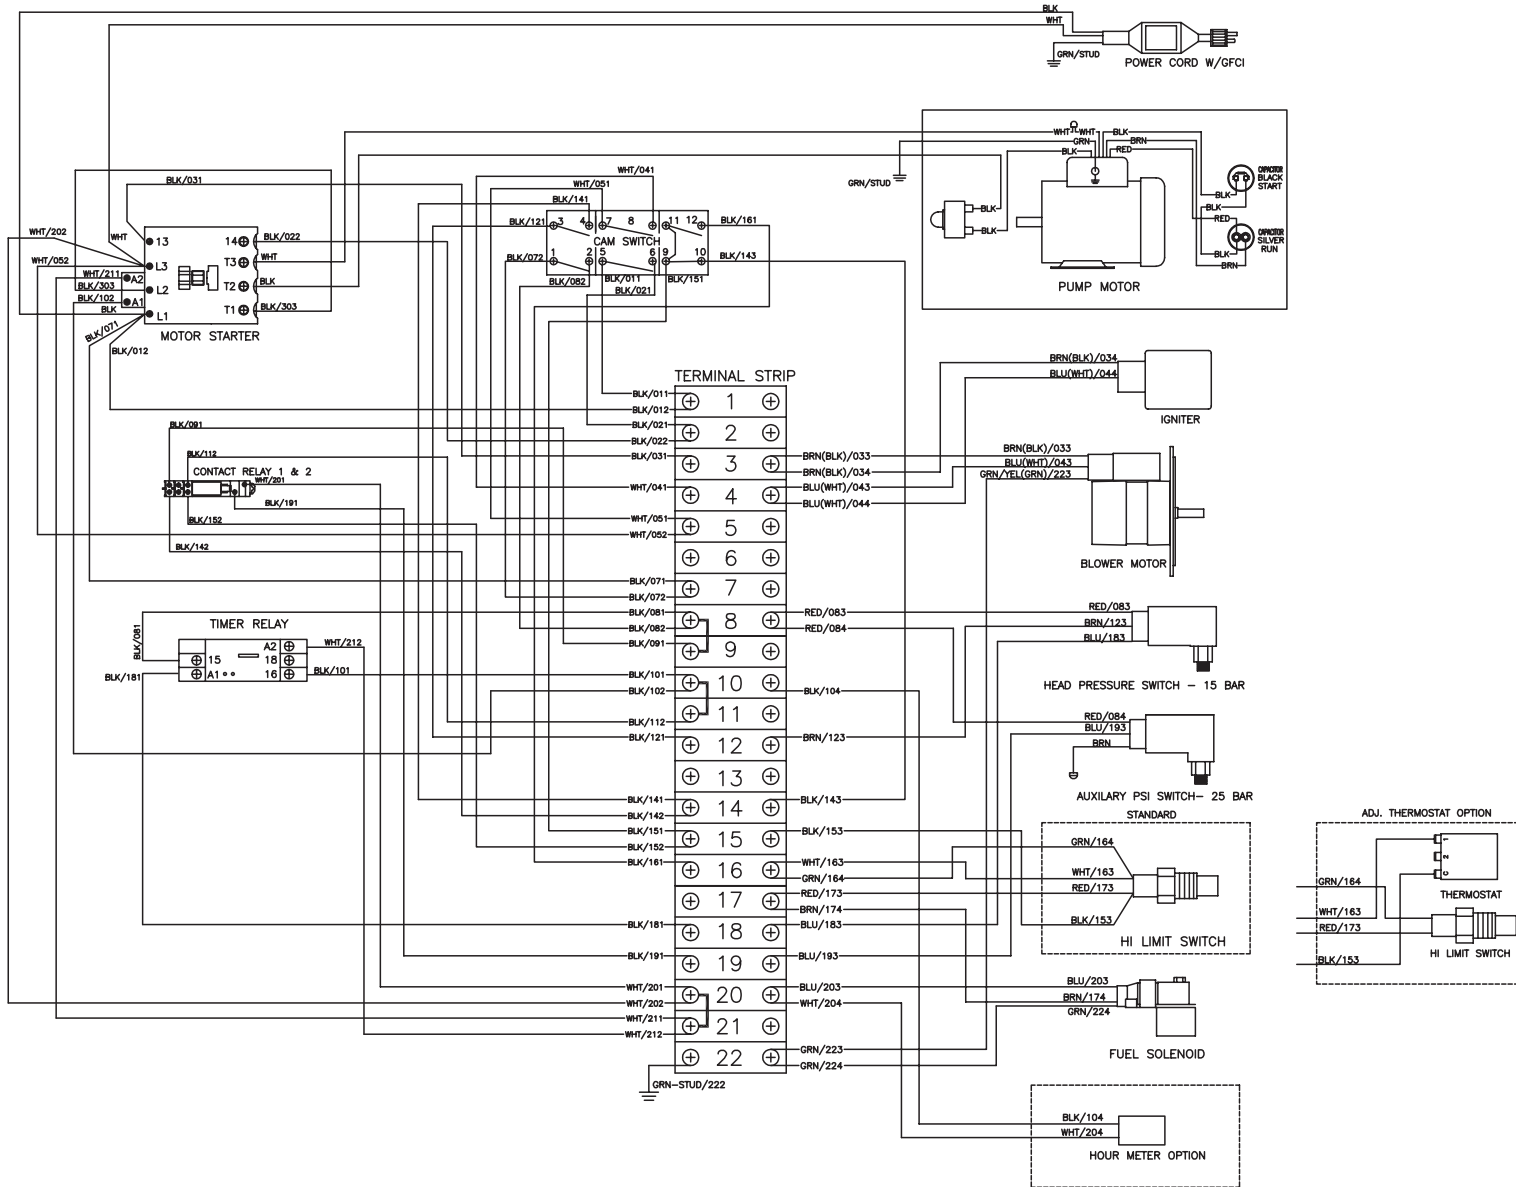 BLK
WHT
GRN/STUD
POWER CORD W/GFCI
WHT WHT
BLK
GRN
BRN
BLK
RED
GRN/STUD
CAPACITOR
BLACK
START
BLK
BLK
BLK
BLK
RED
CAPACITOR
SILVER
RUN
BLK
BRN
PUMP MOTOR
BLK/031
WHT/041
WHT/051
BLK/141
BLK/121
3 4 7 8 11 12
BLK/161
CAM SWITCH
BLK/072
1 2 5 6 9 10
BLK/143
BLK/082
BLK/011
BLK/021
BLK/151
WHT/202
WHT
13
14
BLK/022
WHT/052
L3
T3
WHT
WHT/211
A2
BLK/303
L2
T2
BLK
BLK/102
A1
BLK
L1
T1
BLK/303
BLK/071
MOTOR STARTER
BLK/012
TERMINAL STRIP
BLK/011
1
BLK/012
BLK/021
2
BLK/022
BLK/031
3
BRN(BLK)/033
BRN(BLK)/034
WHT/041
4
BLU(WHT)/043
BLU(WHT)/044
WHT/051
5
WHT/052
6
BLK/071
7
BLK/072
BLK/081
8
RED/083
BLK/082
RED/084
BLK/091
9
BLK/101
10
BLK/102
BLK/104
11
BLK/112
BLK/121
12
BRN/123
13
BLK/141
14
BLK/143
BLK/142
BLK/151
15
BLK/153
BLK/152
BLK/161
16
WHT/163
GRN/164
17
RED/173
BRN/174
BLK/181
18
BLU/183
BLK/191
19
BLU/193
WHT/201
20
BLU/203
WHT/202
WHT/204
WHT/211
21
WHT/212
22
GRN/223
GRN/224
GRN-STUD/222
BLK/091
BLK/112
CONTACT RELAY 1 & 2
WHT/201
BLK/191
BLK/152
BLK/142
TIMER RELAY
BLK/081
A2
WHT/212
15
18
A1
16
BLK/101
BLK/181
BRN(BLK)/034
BLU(WHT)/044
IGNITER
BRN(BLK)/033
BLU(WHT)/043
GRN/YEL(GRN)/223
BLOWER MOTOR
RED/083
BRN/123
BLU/183
HEAD PRESSURE SWITCH - 15 BAR
RED/084
BLU/193
BRN
AUXILARY PSI SWITCH- 25 BAR
STANDARD
GRN/164
WHT/163
RED/173
BLK/153
HI LIMIT SWITCH
ADJ. THERMOSTAT OPTION
1
2
C
THERMOSTAT
GRN/164
WHT/163
RED/173
HI LIMIT SWITCH
BLK/153
BLU/203
BRN/174
GRN/224
FUEL SOLENOID
BLK/104
WHT/204
HOUR METER OPTION